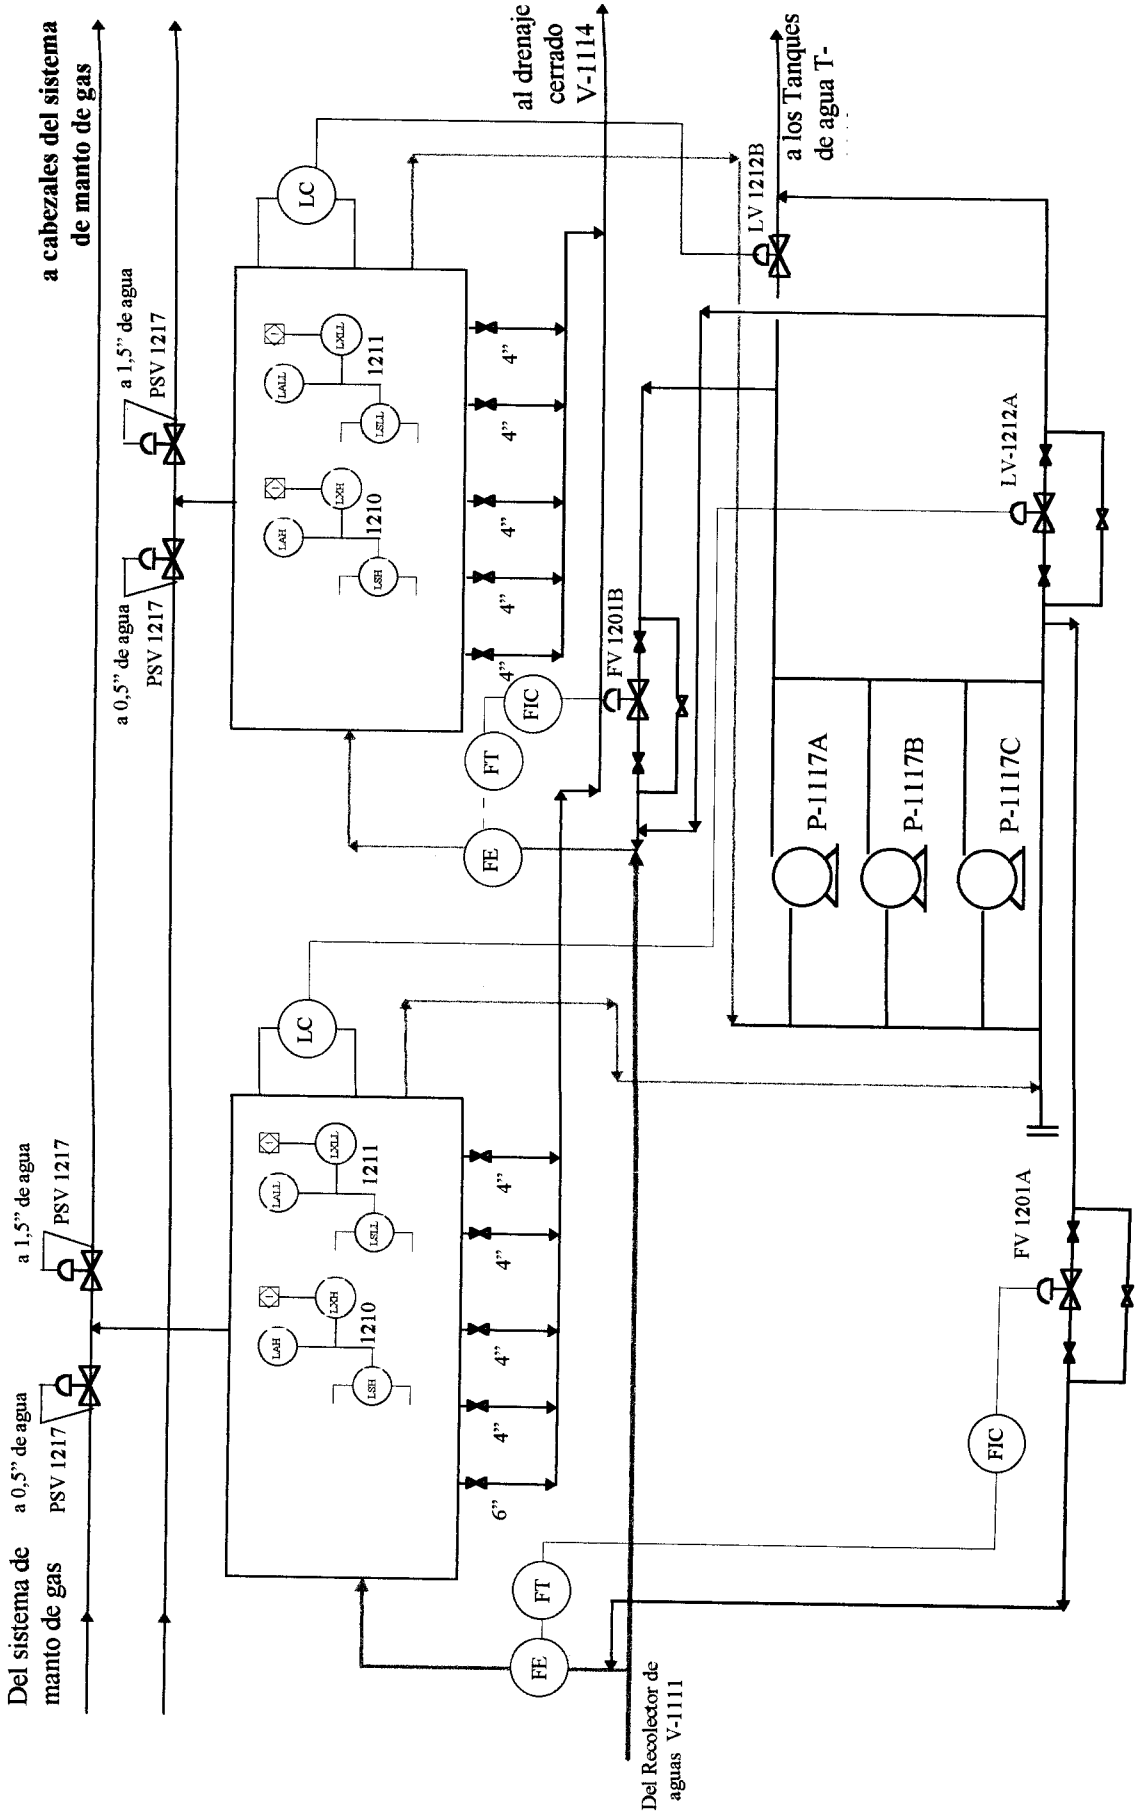 Del sistema de
manto de gas
a 0,5” de agua
PSV 1217
a 1,5” de agua
PSV 1217
a 0,5” de agua
PSV 1217
a 1,5” de agua
PSV 1217
a cabezales del sistema
de manto de gas
LAH
LXH
1210
LSH
LALL
LXLL
1211
LSLL
LC
6”
4”
4”
4”
4”
LAH
LXH
1210
LSH
LALL
LXLL
1211
LSLL
LC
4”
4”
4”
4”
4”
al drenaje
cerrado
V-1114
FE
FT
FE
FT
FIC
FV 1201B
Del Recolector de
aguas V-1111
LV 1212B
a los Tanques
de agua T-
P-1117A
P-1117B
P-1117C
FIC
FV 1201A
LV-1212A